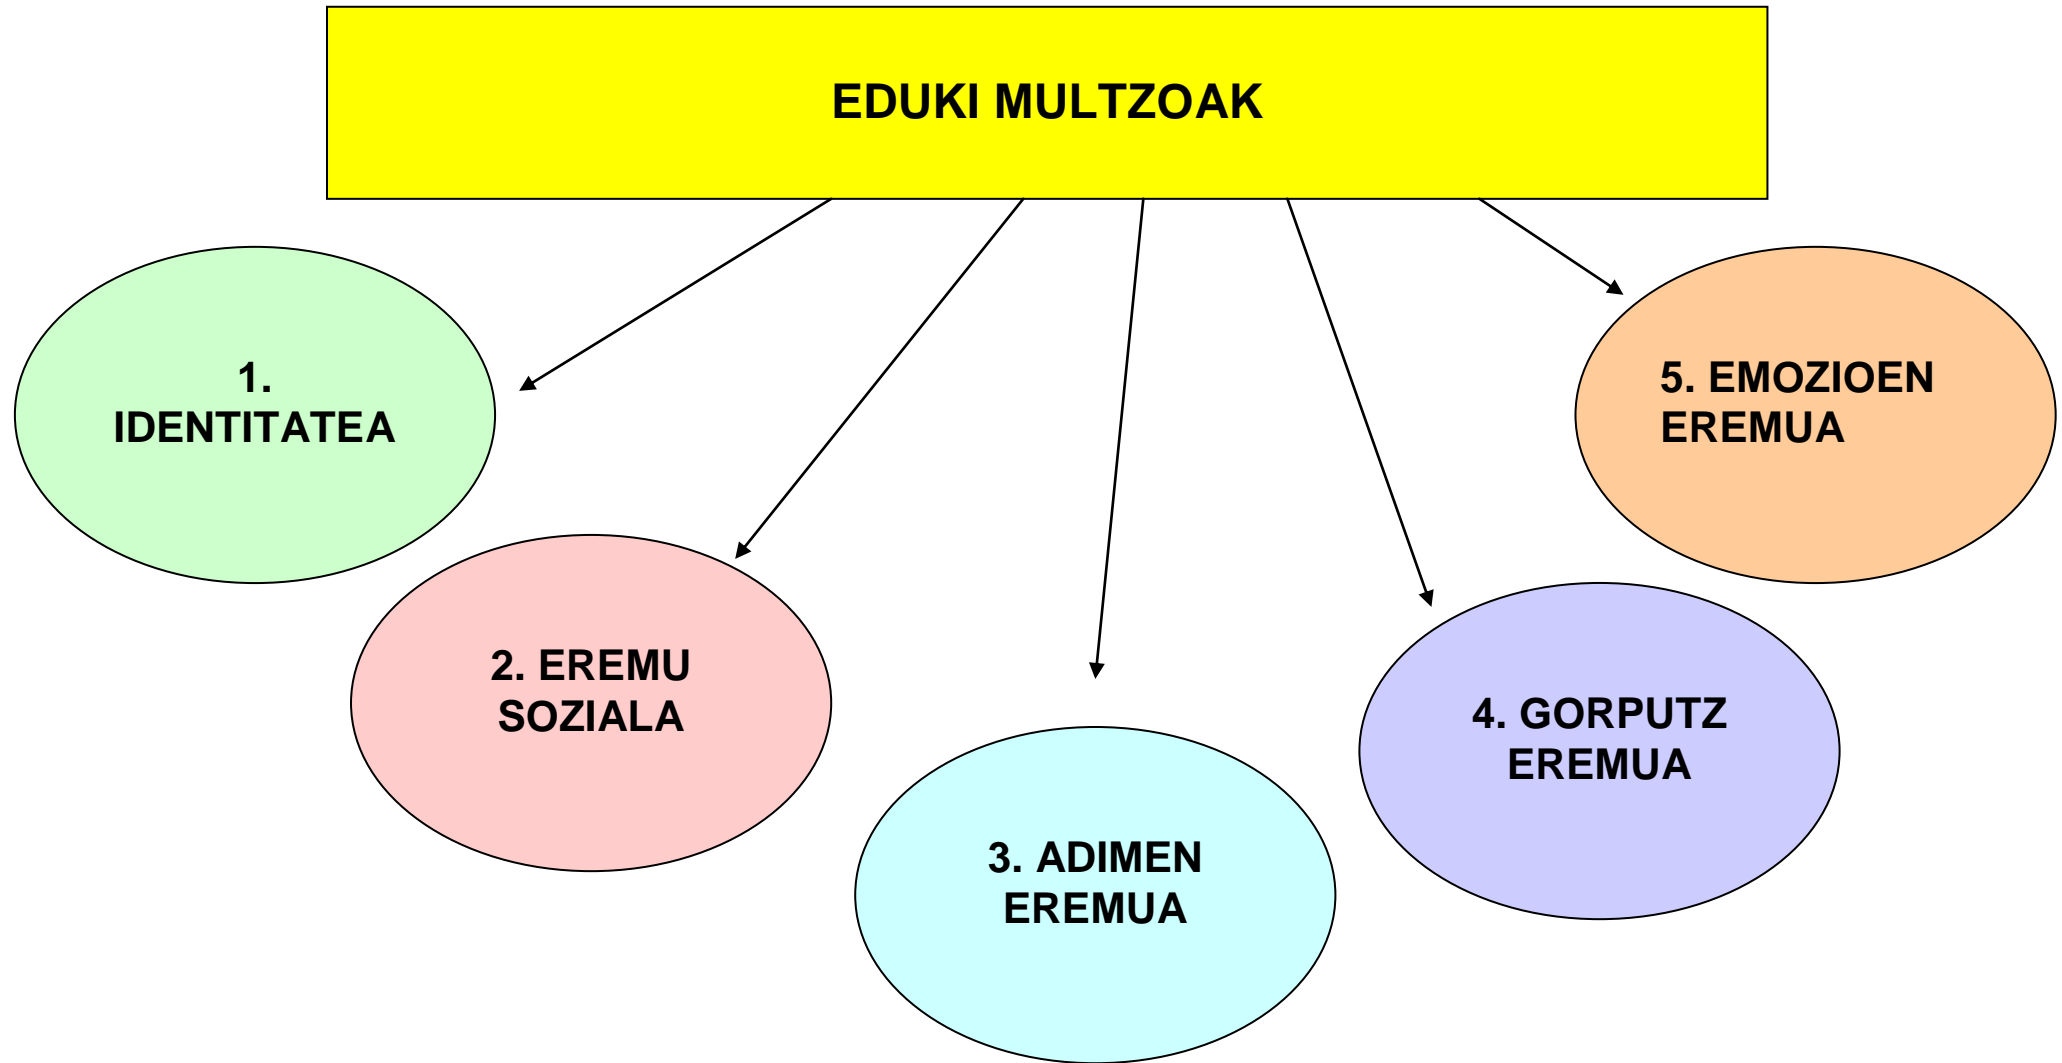 EDUKI MULTZOAK
1.
IDENTITATEA
2. EREMU
SOZIALA
3. ADIMEN
EREMUA
4. GORPUTZ
EREMUA
5. EMOZIOEN
EREMUA